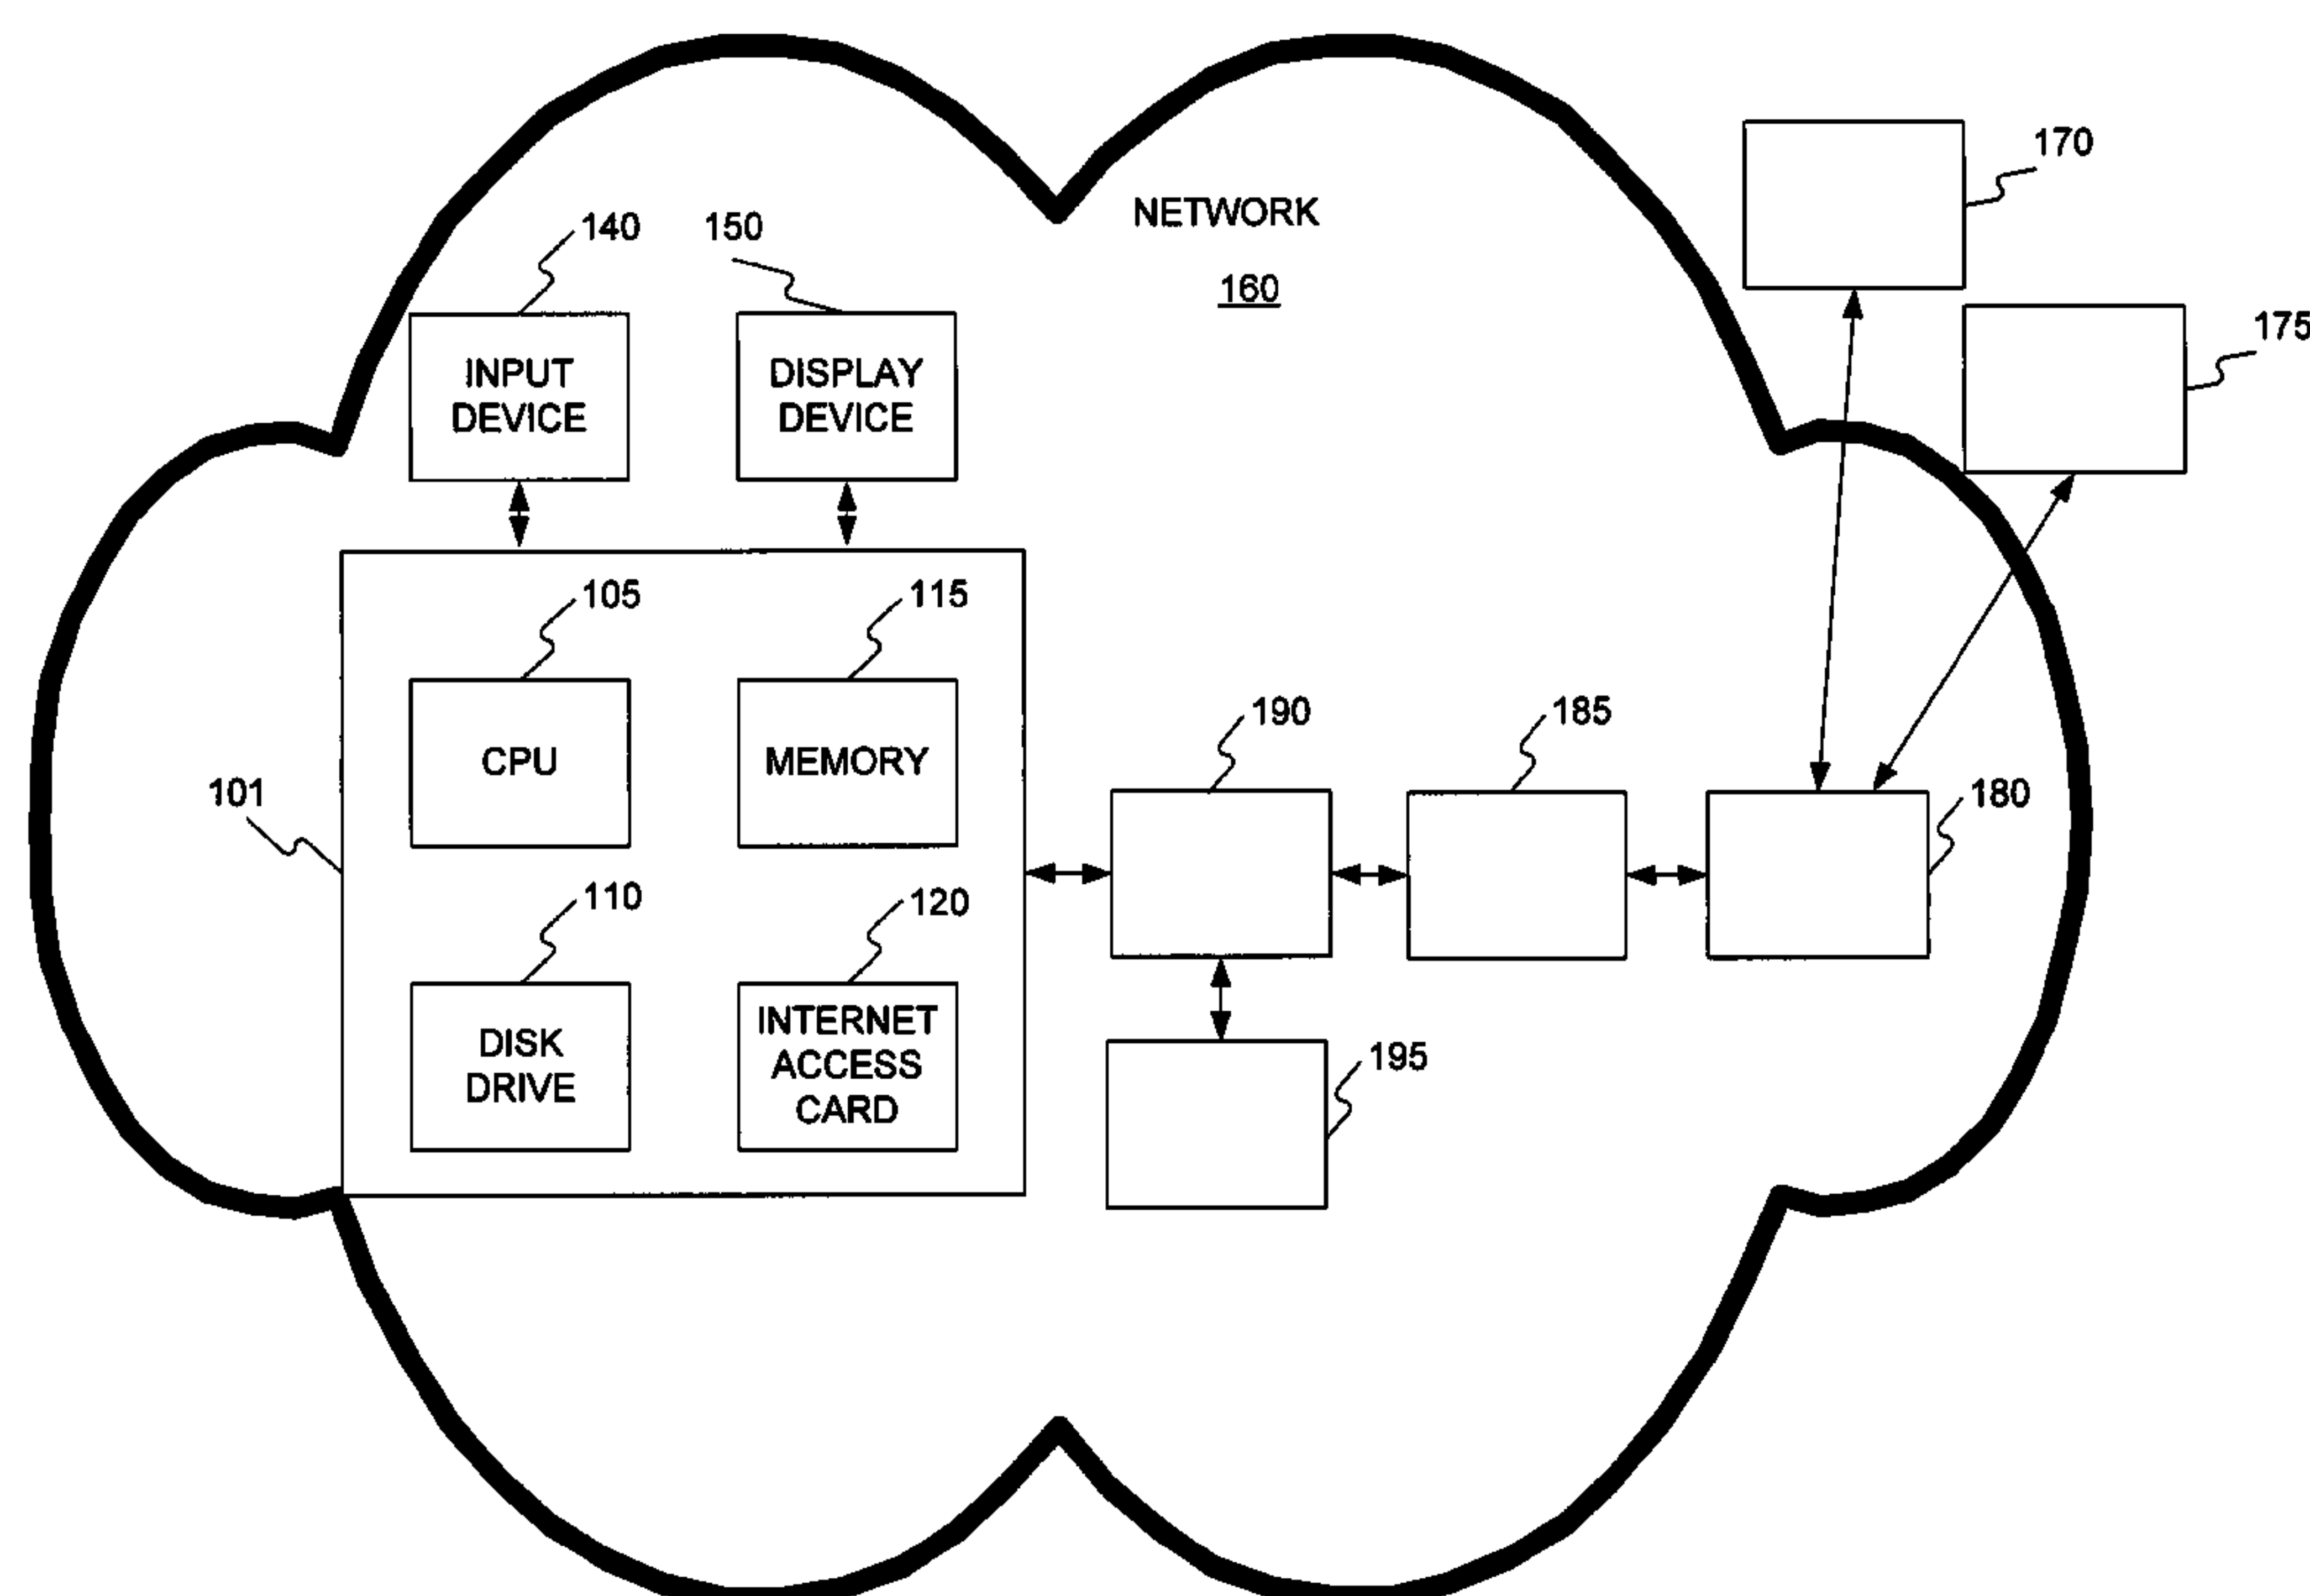 170
NETWORK
160
140
150
175
INPUT
DEVICE
DISPLAY
DEVICE
105
115
190
185
180
CPU
MEMORY
101
110
120
DISK
DRIVE
INTERNET
ACCESS
CARD
195